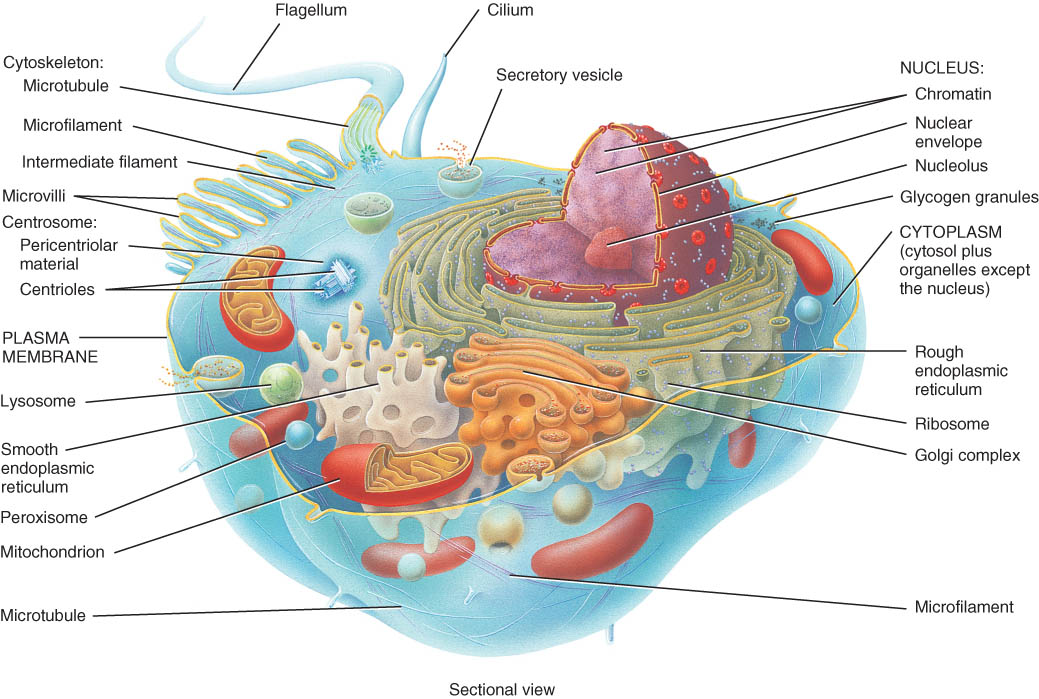 Flagellum
Cilium
Secretory vesicle
Cytoskeleton:
Microtubule
Microfilament
Intermediate filament
Microvilli
Centrosome:
Pericentriolar
material
Centrioles
PLASMA
MEMBRANE
Lysosome
Smooth
endoplasmic
reticulum
Peroxisome
Mitochondrion
Microtubule
NUCLEUS:
Chromatin
Nuclear
envelope
Nucleolus
Glycogen granules
CYTOPLASM
(cytosol plus
organelles except
the nucleus)
Rough
endoplasmic
reticulum
Ribosome
Golgi complex
Microfilament
Sectional view